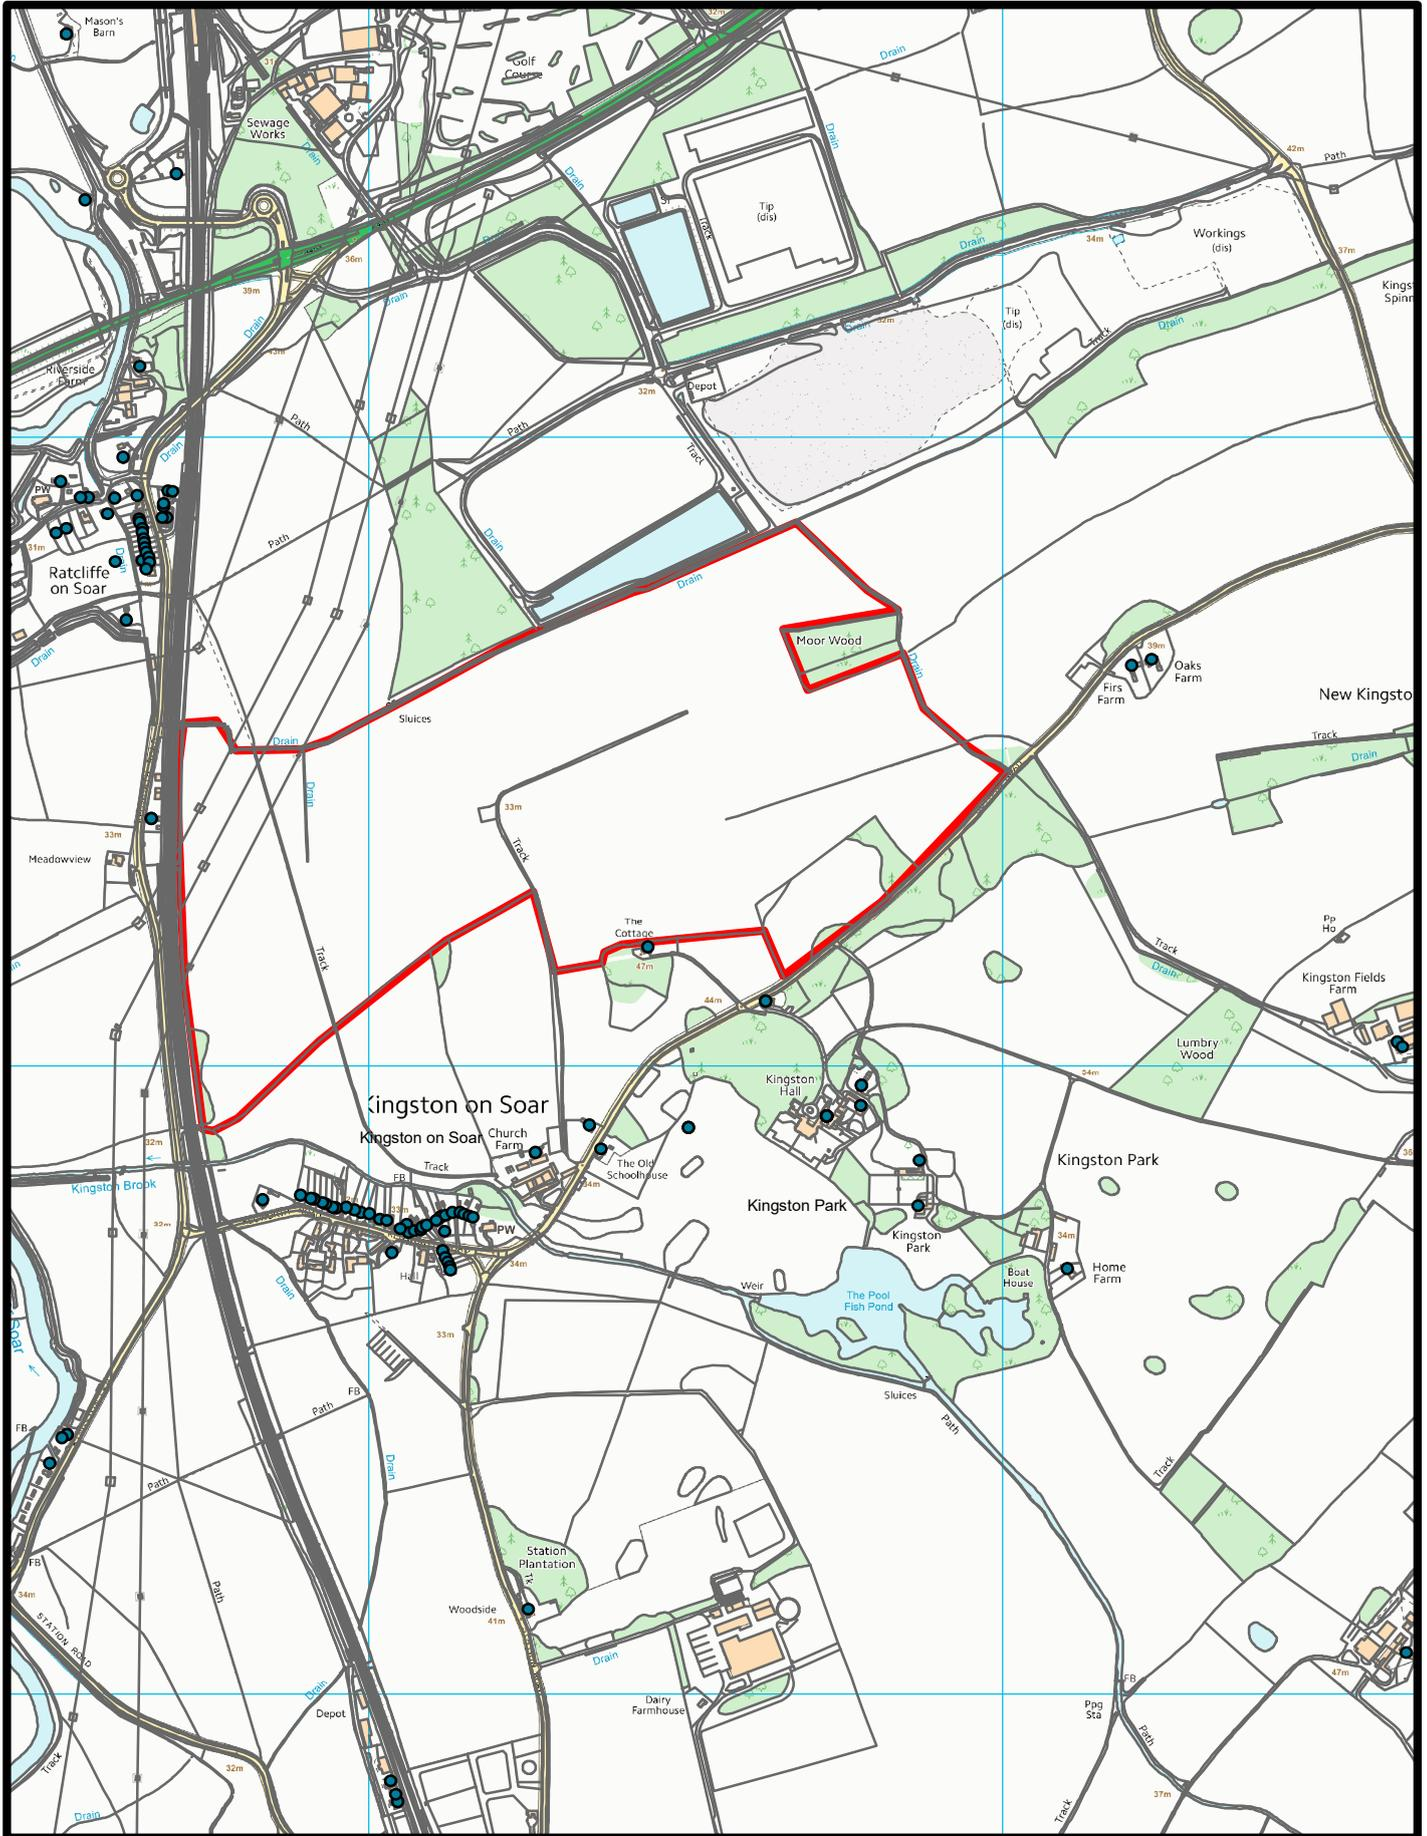 32m
Mason's
Barn
Golf
Course
Drain
31
Sewage
Works
Drain
Drain
42m
Path
Drain
Tip
(dis)
Track
Drain
Workings
(dis)
34m
Drain
37m
36m
Drain
Kingst
Spinn
39m
Drain
Tip
(dis)
Drain
32m
Drain
Track
43m
Riverside
Farm
Depot
32m
Path
Path
Drain
PW
Path
Drain
31m
Drain
Ratcliffe
on Soar
Drain
Moor Wood
Drain
39m
Oaks
Farm
Firs
Farm
Drain
New Kingsto
Sluices
Track
Drain
Drain
Drain
33m
33m
Meadowview
Track
The
Cottage
47m
Pp
Ho
Track
Drain
Track
Kingston Fields
Farm
44m
Lumbry
Wood
Kingston
Hall
34m
Kingston on Soar
Kingston on Soar
Church
Farm
32m
Track
FB
The Old
Schoolhouse
34m
Kingston Park
36
Kingston Brook
33m
Kingston Park
32m
PW
Kingston
Park
34m
Hall
34m
Drain
Weir
Boat
House
Home
Farm
The Pool
Fish Pond
Soar
33m
FB
Path
Sluices
Path
FB
Drain
Track
Path
Station
Plantation
Tk
FB
Path
34m
STATION ROAD
Woodside
41m
Drain
47m
FB
Drain
Dairy
Farmhouse
Ppg
Sta
Depot
Path
Track
32m
37m
Drain
Track